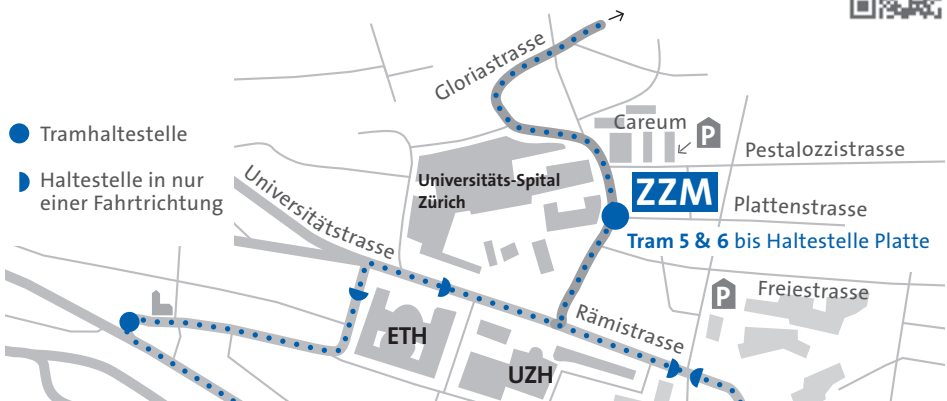 Gloriastrasse
Careum
P
Tramhaltestelle
Pestalozzistrasse
Haltestelle in nur
einer Fahrtrichtung
Universitätstrasse
Universitäts-Spital
Zürich
ZZM
Plattenstrasse
Tram 5 & 6 bis Haltestelle Platte
P
Freiestrasse
Rämistrasse
ETH
UZH